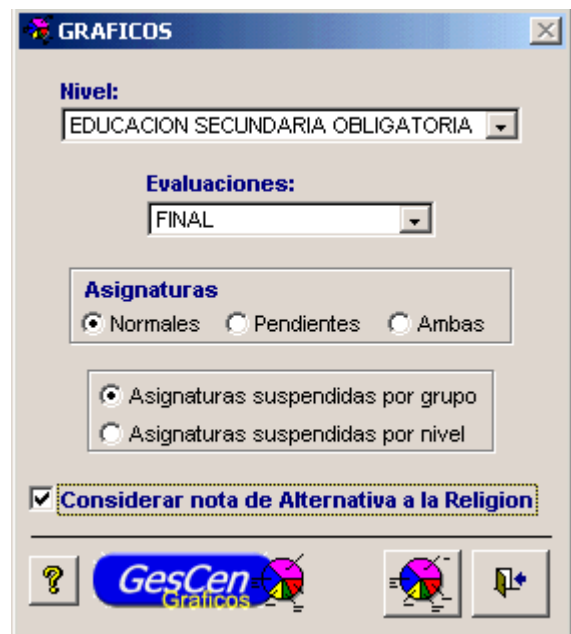 GRAFICOS
Nivel:
EDUCACION SECUNDARIA OBLIGATORIA
Evaluaciones:
FINAL
Asignaturas
Normales Pendientes Ambas
Asignaturas suspendidas por grupo
Asignaturas suspendidas por nivel
Considerar nota de Alternativa a la Religion
?
GesCen
Graficos